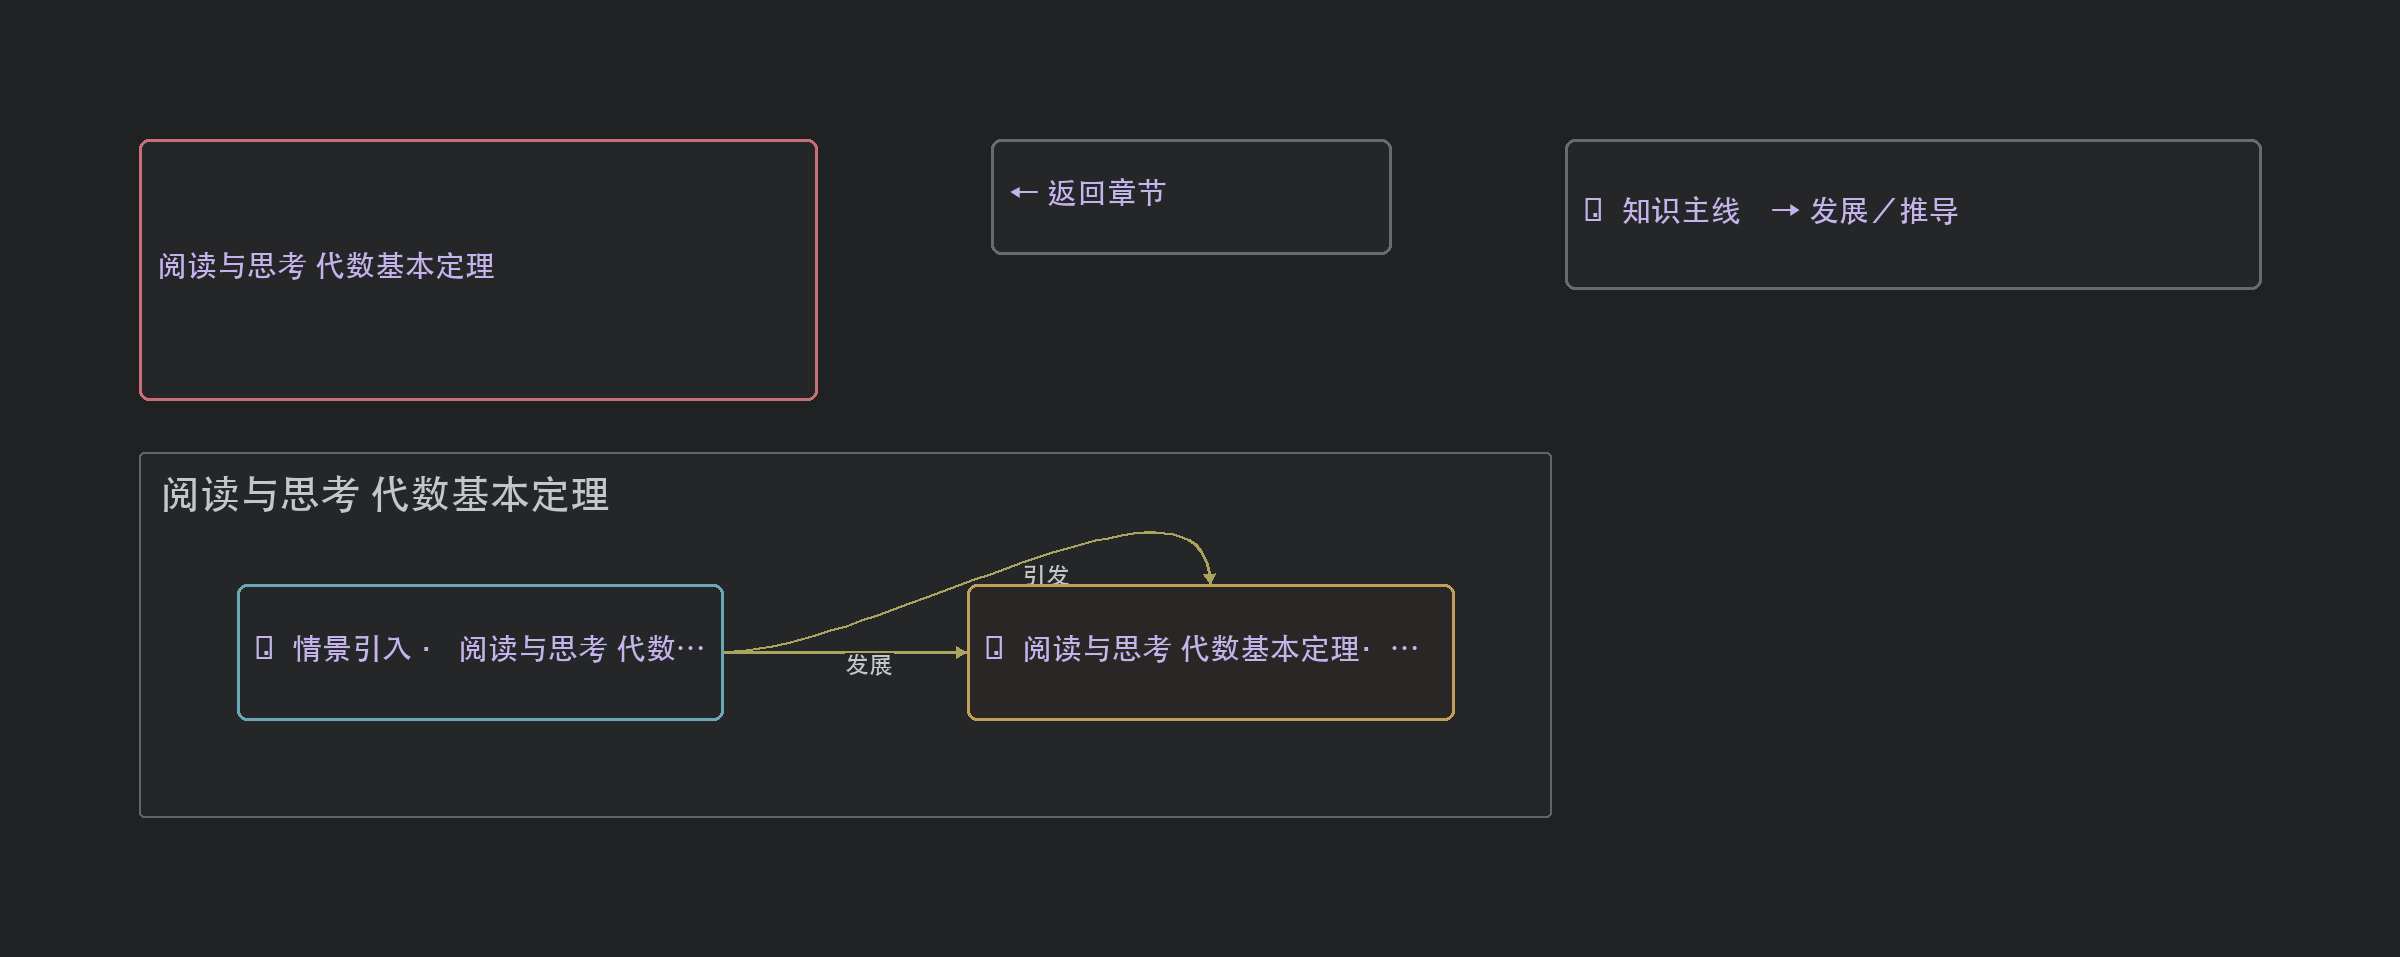 阅读与思考 代数基本定理
← 返回章节
知识主线 → 发展／推导
阅读与思考 代数基本定理
引发
情景引入 · 阅读与思考 代数…
发展
阅读与思考 代数基本定理· …